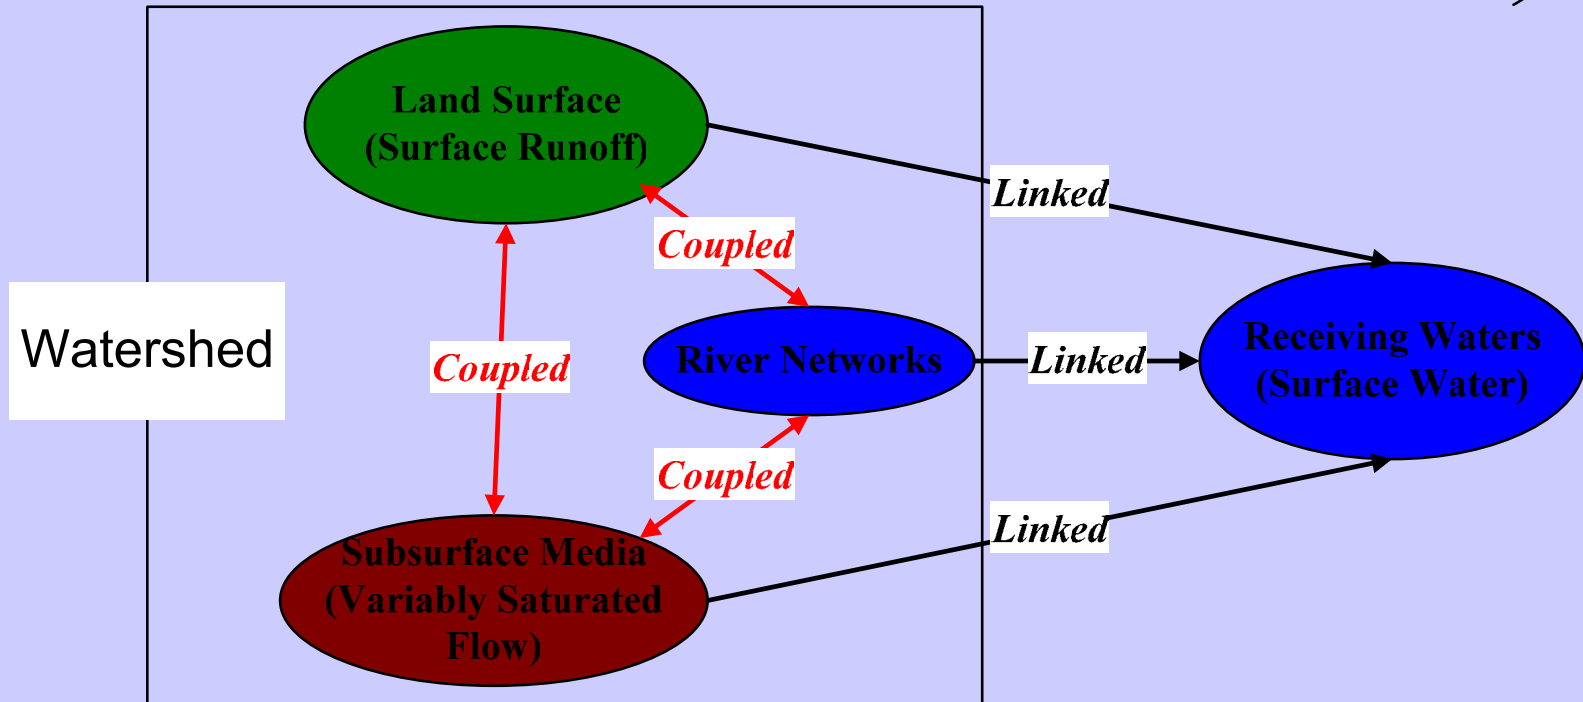 Land Surface
(Surface Runoff)
Linked
Coupled
Watershed
Coupled
River Networks
Linked
Receiving Waters
(Surface Water)
Coupled
Linked
Subsurface Media
(Variably Saturated
Flow)